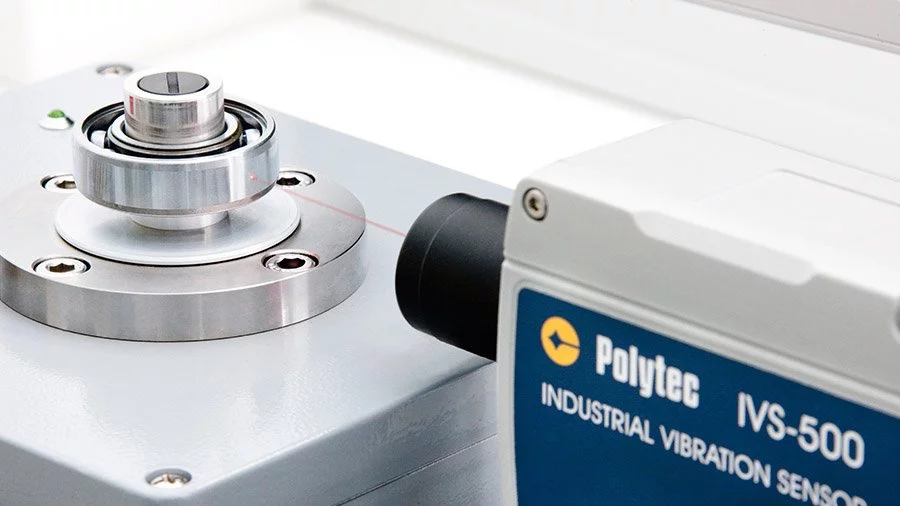 Polytec IVS-500
INDUSTRIAL VIBRATION SENSOR